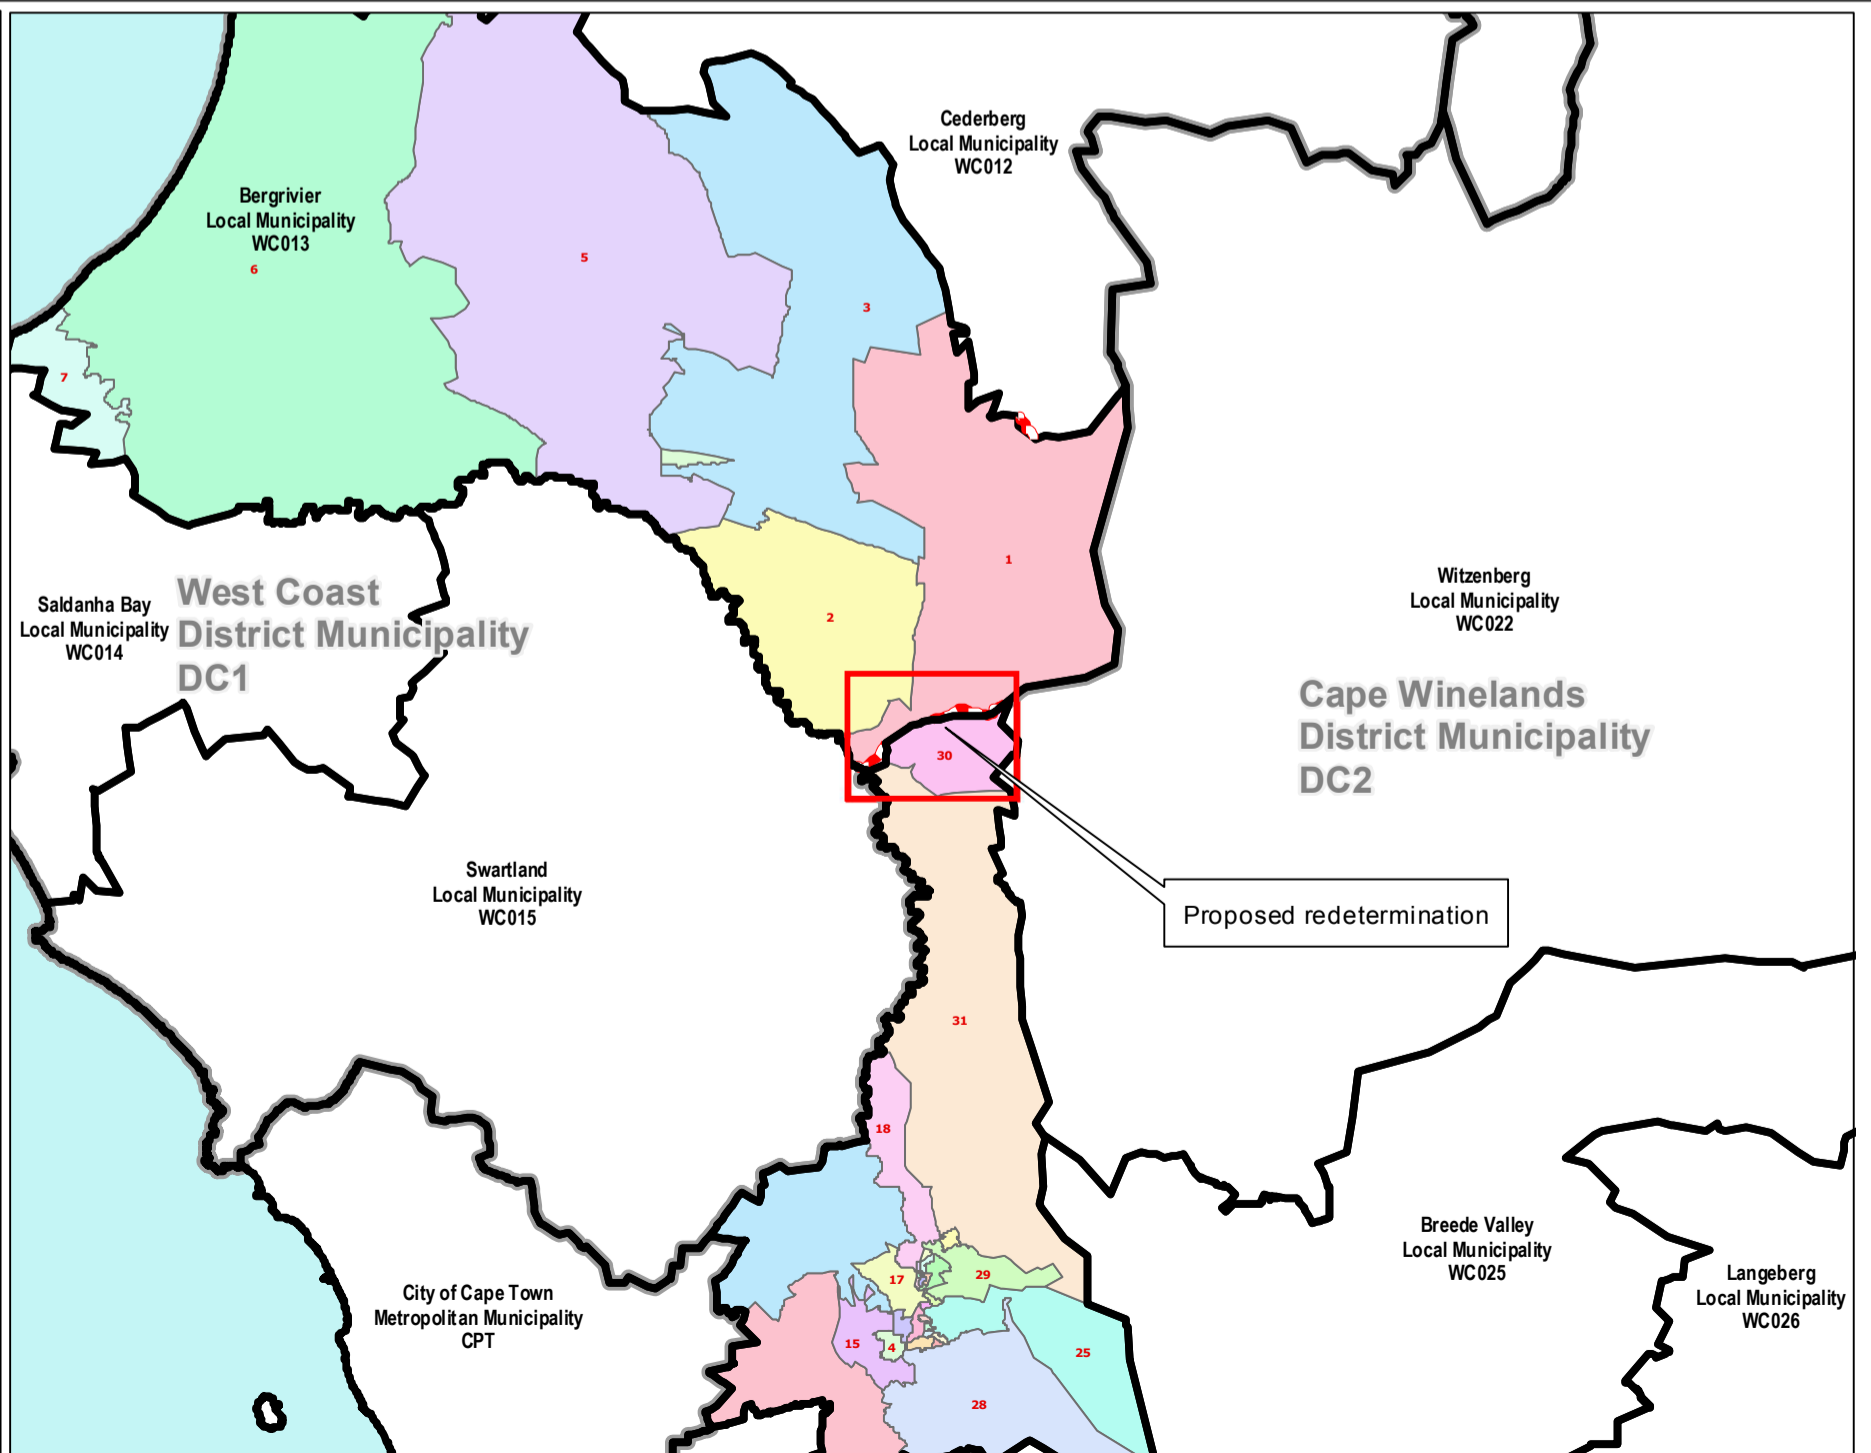 Cederberg
Local Municipality
WC012
Bergrivier
Local Municipality
WC013
6
5
3
7
1
Witzenberg
Local Municipality
WC022
Saldanha Bay
Local Municipality
WC014
West Coast
District Municipality
DC1
2
Cape Winelands
District Municipality
DC2
30
Swartland
Local Municipality
WC015
Proposed redetermination
31
18
Breede Valley
Local Municipality
WC025
Langeberg
Local Municipality
WC026
17
29
City of Cape Town
Metropolitan Municipality
CPT
15
4
25
28